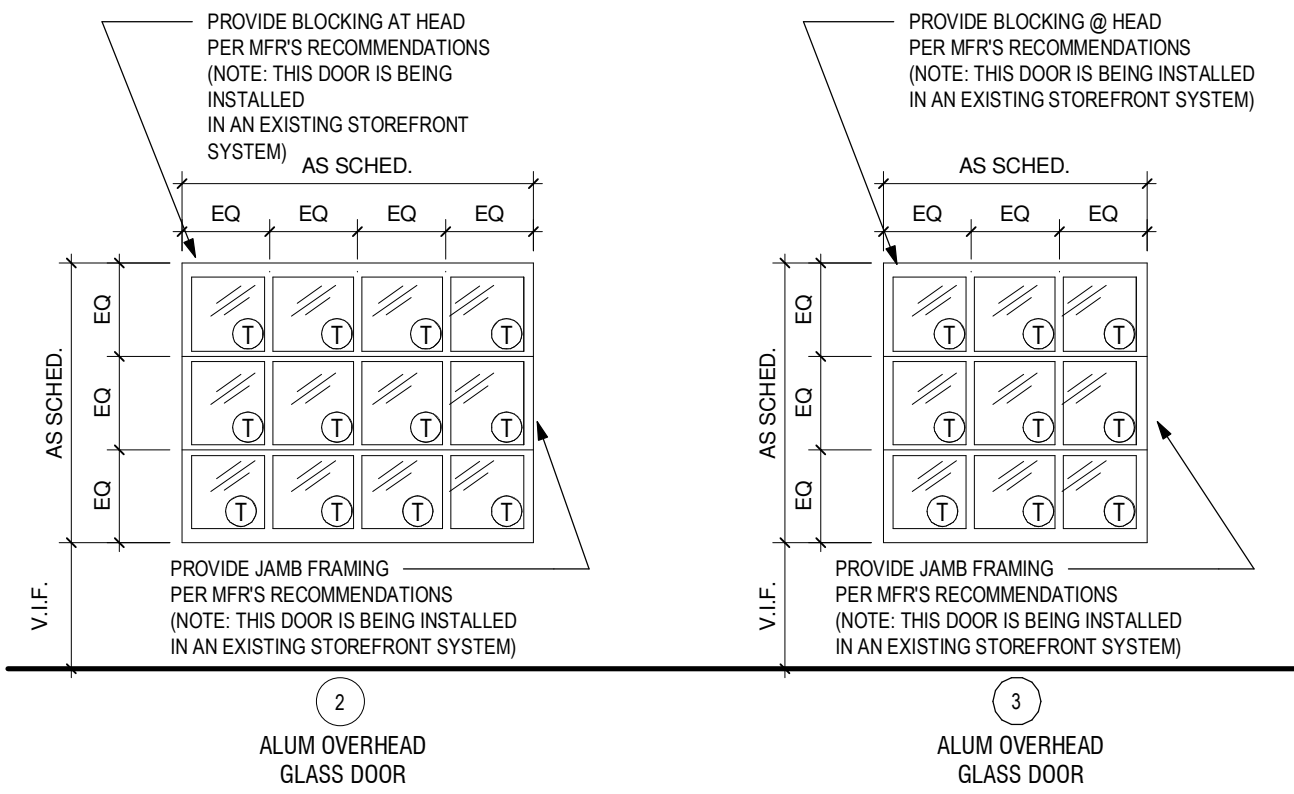 PROVIDE BLOCKING AT HEAD
PER MFR'S RECOMMENDATIONS
(NOTE: THIS DOOR IS BEING
INSTALLED
IN AN EXISTING STOREFRONT
SYSTEM)
AS SCHED.
EQ EQ EQ EQ
AS SCHED.
EQ
EQ
EQ
T T T T
T T T T
T T T T
V.I.F.
PROVIDE JAMB FRAMING
PER MFR'S RECOMMENDATIONS
(NOTE: THIS DOOR IS BEING INSTALLED
IN AN EXISTING STOREFRONT SYSTEM)
2
ALUM OVERHEAD
GLASS DOOR
PROVIDE BLOCKING @ HEAD
PER MFR'S RECOMMENDATIONS
(NOTE: THIS DOOR IS BEING INSTALLED
IN AN EXISTING STOREFRONT SYSTEM)
AS SCHED.
EQ EQ EQ
AS SCHED.
EQ
EQ
EQ
T T T
T T T
T T T
V.I.F.
PROVIDE JAMB FRAMING
PER MFR'S RECOMMENDATIONS
(NOTE: THIS DOOR IS BEING INSTALLED
IN AN EXISTING STOREFRONT SYSTEM)
3
ALUM OVERHEAD
GLASS DOOR